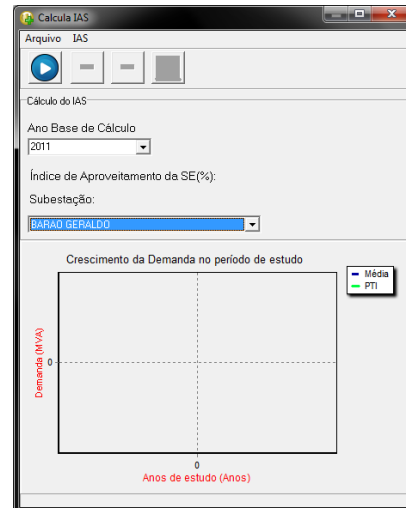 Calcula IAS
Arquivo IAS
Cálculo do IAS
Ano Base de Cálculo
2011
Índice de Aproveitamento da SE(%):
Subestação:
BARAO GERALDO
Crescimento da Demanda no período de estudo
Média
PTI
Demanda (MVA)
0
0
Anos de estudo (Anos)